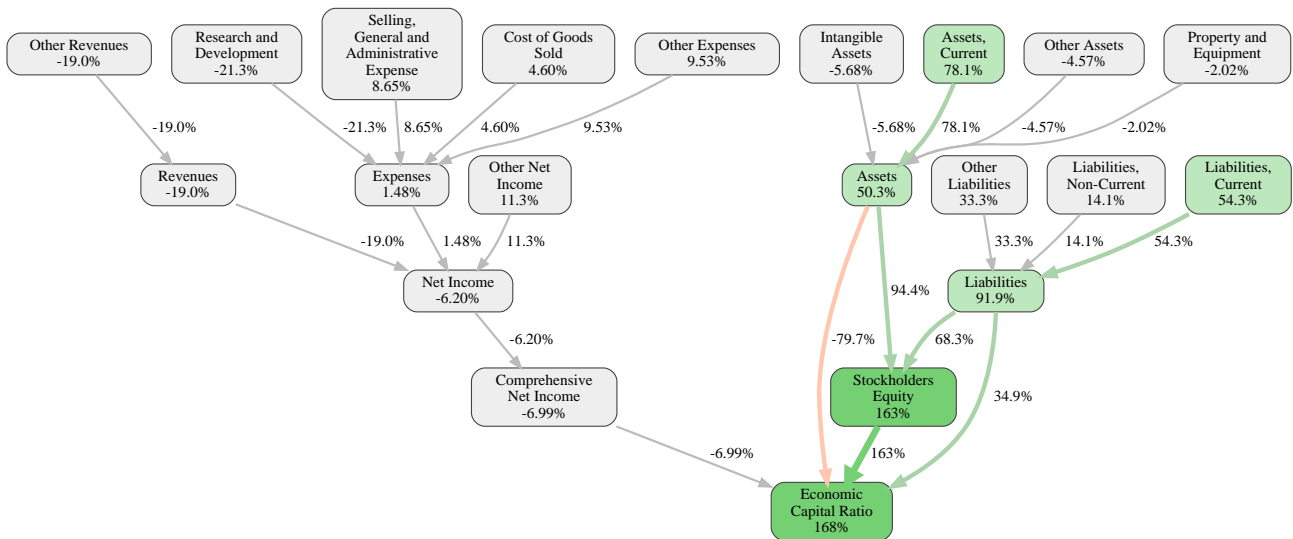 Other Revenues
-19.0%
Research and
Development
-21.3%
Selling,
General and
Administrative
Expense
8.65%
Cost of Goods
Sold
4.60%
Other Expenses
9.53%
Intangible
Assets
-5.68%
Assets,
Current
78.1%
Other Assets
-4.57%
Property and
Equipment
-2.02%
-19.0%
-21.3%
8.65%
4.60%
9.53%
-5.68%
78.1%
-4.57%
-2.02%
Revenues
-19.0%
Expenses
1.48%
Other Net
Income
11.3%
Assets
50.3%
Other
Liabilities
33.3%
Liabilities,
Non-Current
14.1%
Liabilities,
Current
54.3%
-19.0%
1.48%
11.3%
33.3%
14.1%
54.3%
Net Income
-6.20%
Liabilities
91.9%
94.4%
-6.20%
-79.7%
68.3%
Comprehensive
Net Income
-6.99%
Stockholders
Equity
163%
34.9%
-6.99%
163%
Economic
Capital Ratio
168%